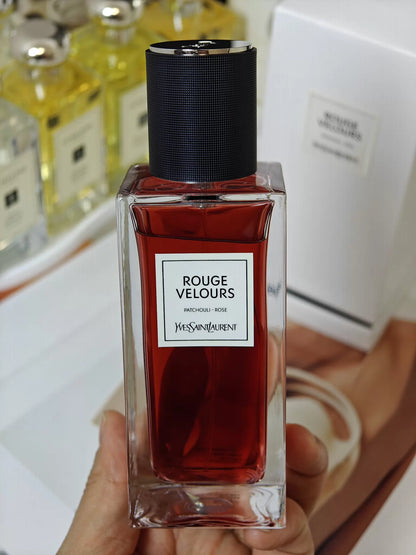 ROUGE
VELOURS
PATCHOULI - ROSE
YVESSAINTLAURENT
ROUGE
VELOURS